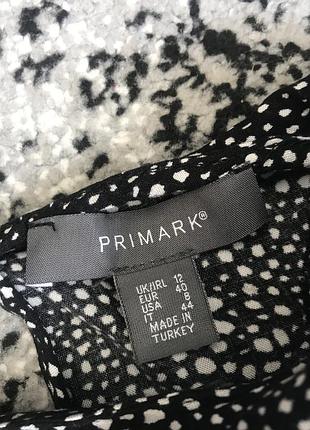 PRIMARK®
UK/IRL 12
EUR 40
USA 8
IT 44
MADE IN
TURKEY